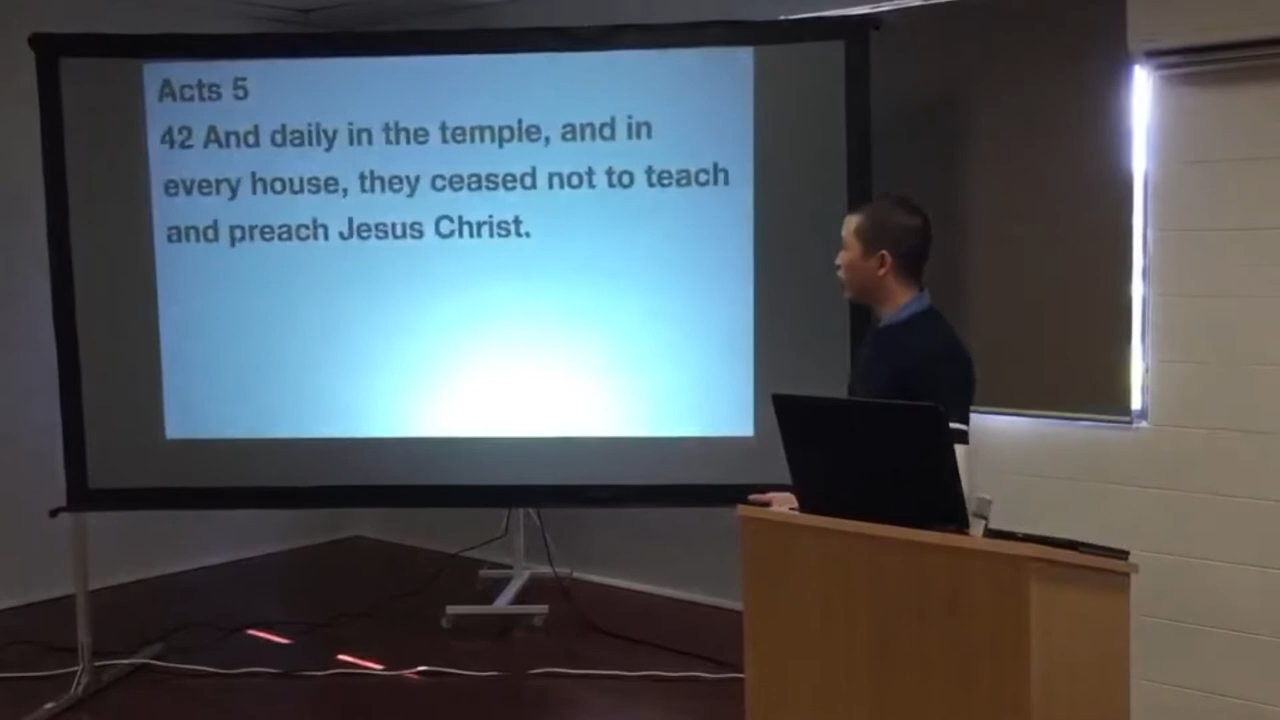 Acts 5
42 And daily in the temple, and in
every house, they ceased not to teach
and preach Jesus Christ.